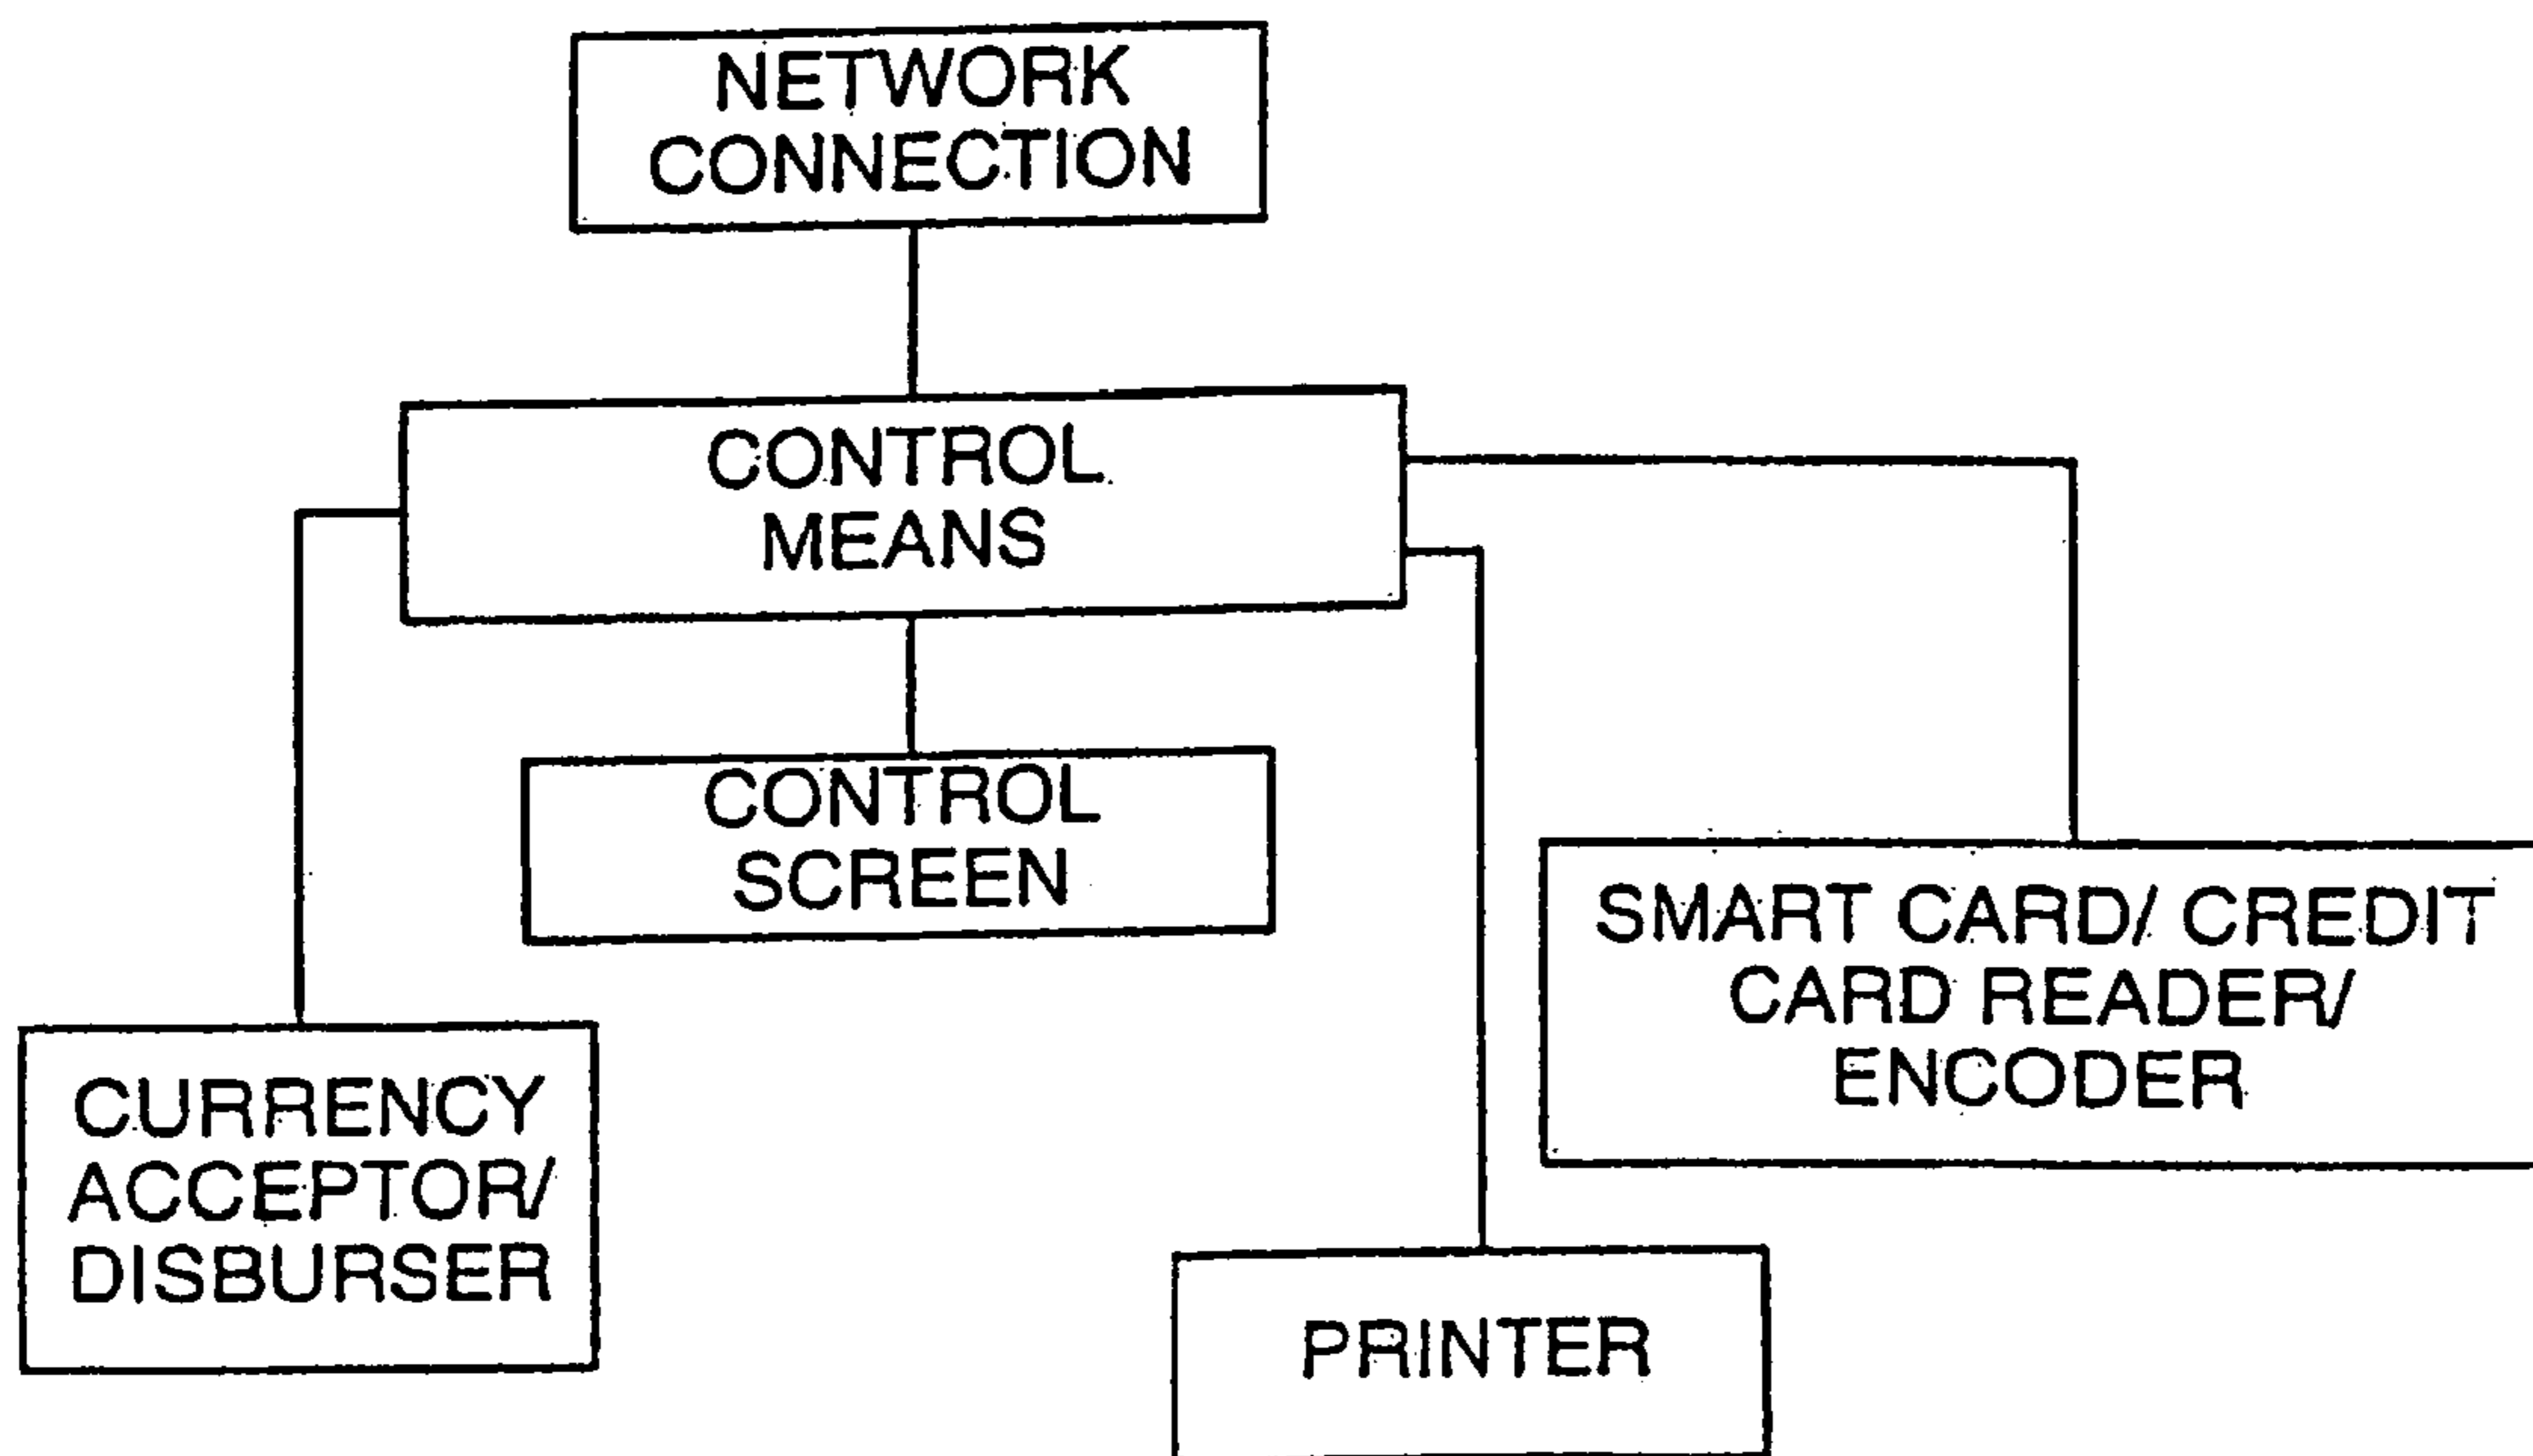 NETWORK
CONNECTION
CONTROL
MEANS
CONTROL
SCREEN
SMART CARD/ CREDIT
CARD READER/
ENCODER
CURRENCY
ACCEPTOR/
DISBURSER
PRINTER